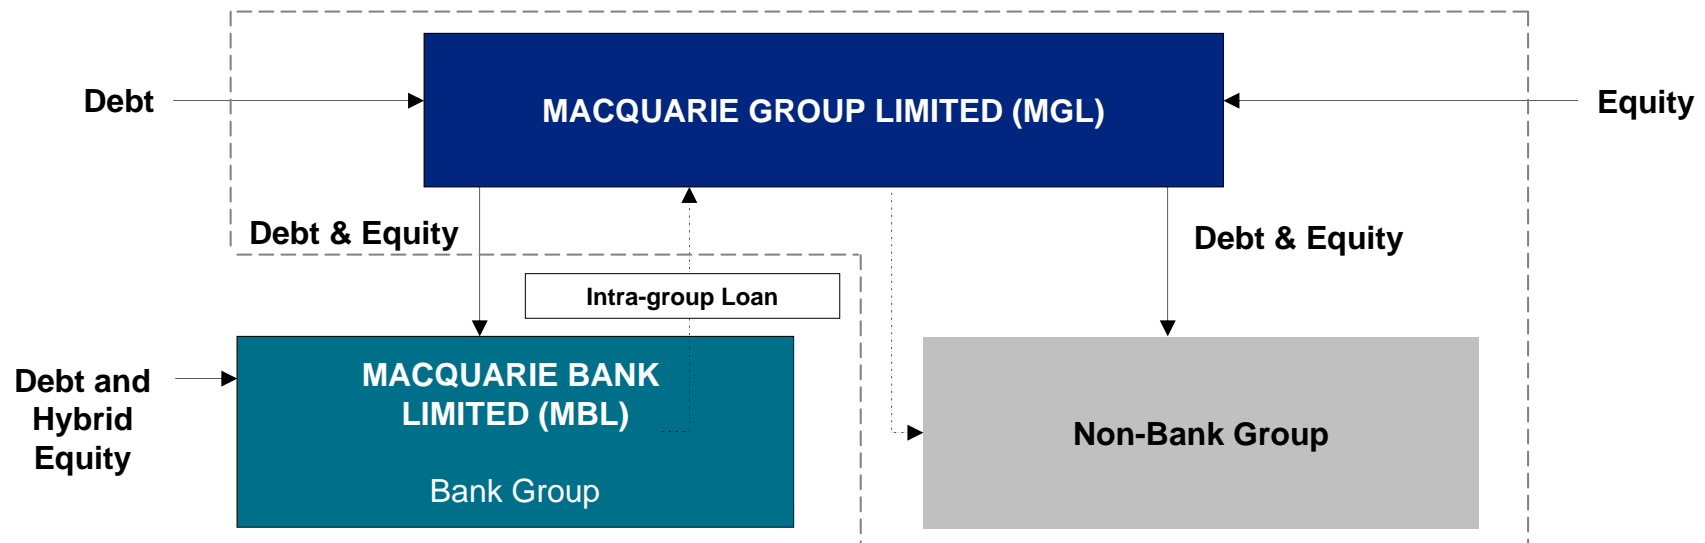 Debt
MACQUARIE GROUP LIMITED (MGL)
Equity
Debt & Equity
Debt & Equity
Intra-group Loan
Debt and
Hybrid
Equity
MACQUARIE BANK
LIMITED (MBL)
Bank Group
Non-Bank Group